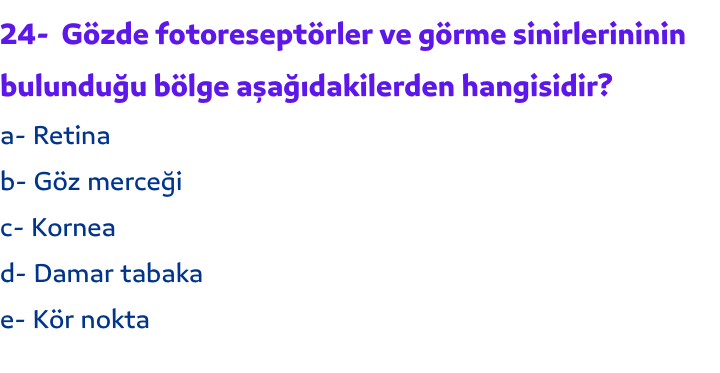 24-  Gözde fotoreseptörler ve görme sinirlerininin
bulunduğu bölge aşağıdakilerden hangisidir?
a- Retina
b- Göz merceği
c- Kornea
d- Damar tabaka
e- Kör nokta